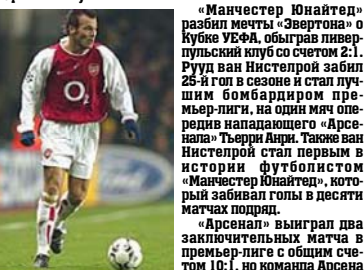 O₂
«Манчестер Юнайтед»
разбил мечты «Эвертона» о
Кубке УЕФА, обыграв ливер-
пульский клуб со счетом 2:1.
Рууд ван Нистелрой забил
25-й гол в сезоне и стал луч-
шим бомбардиром пре-
мьер-лиги, на один мяч опе-
редив нападающего «Арсе-
нала» Тьерри Анри. Также ван
Нистелрой стал первым в
истории футболистом
«Манчестер Юнайтед», кото-
рый забивал голы в десяти
матчах подряд.
«Арсенал» выиграл два
заключительных матча в
премьер-лиге с общим сче-
том 10:1, но команда Арсена